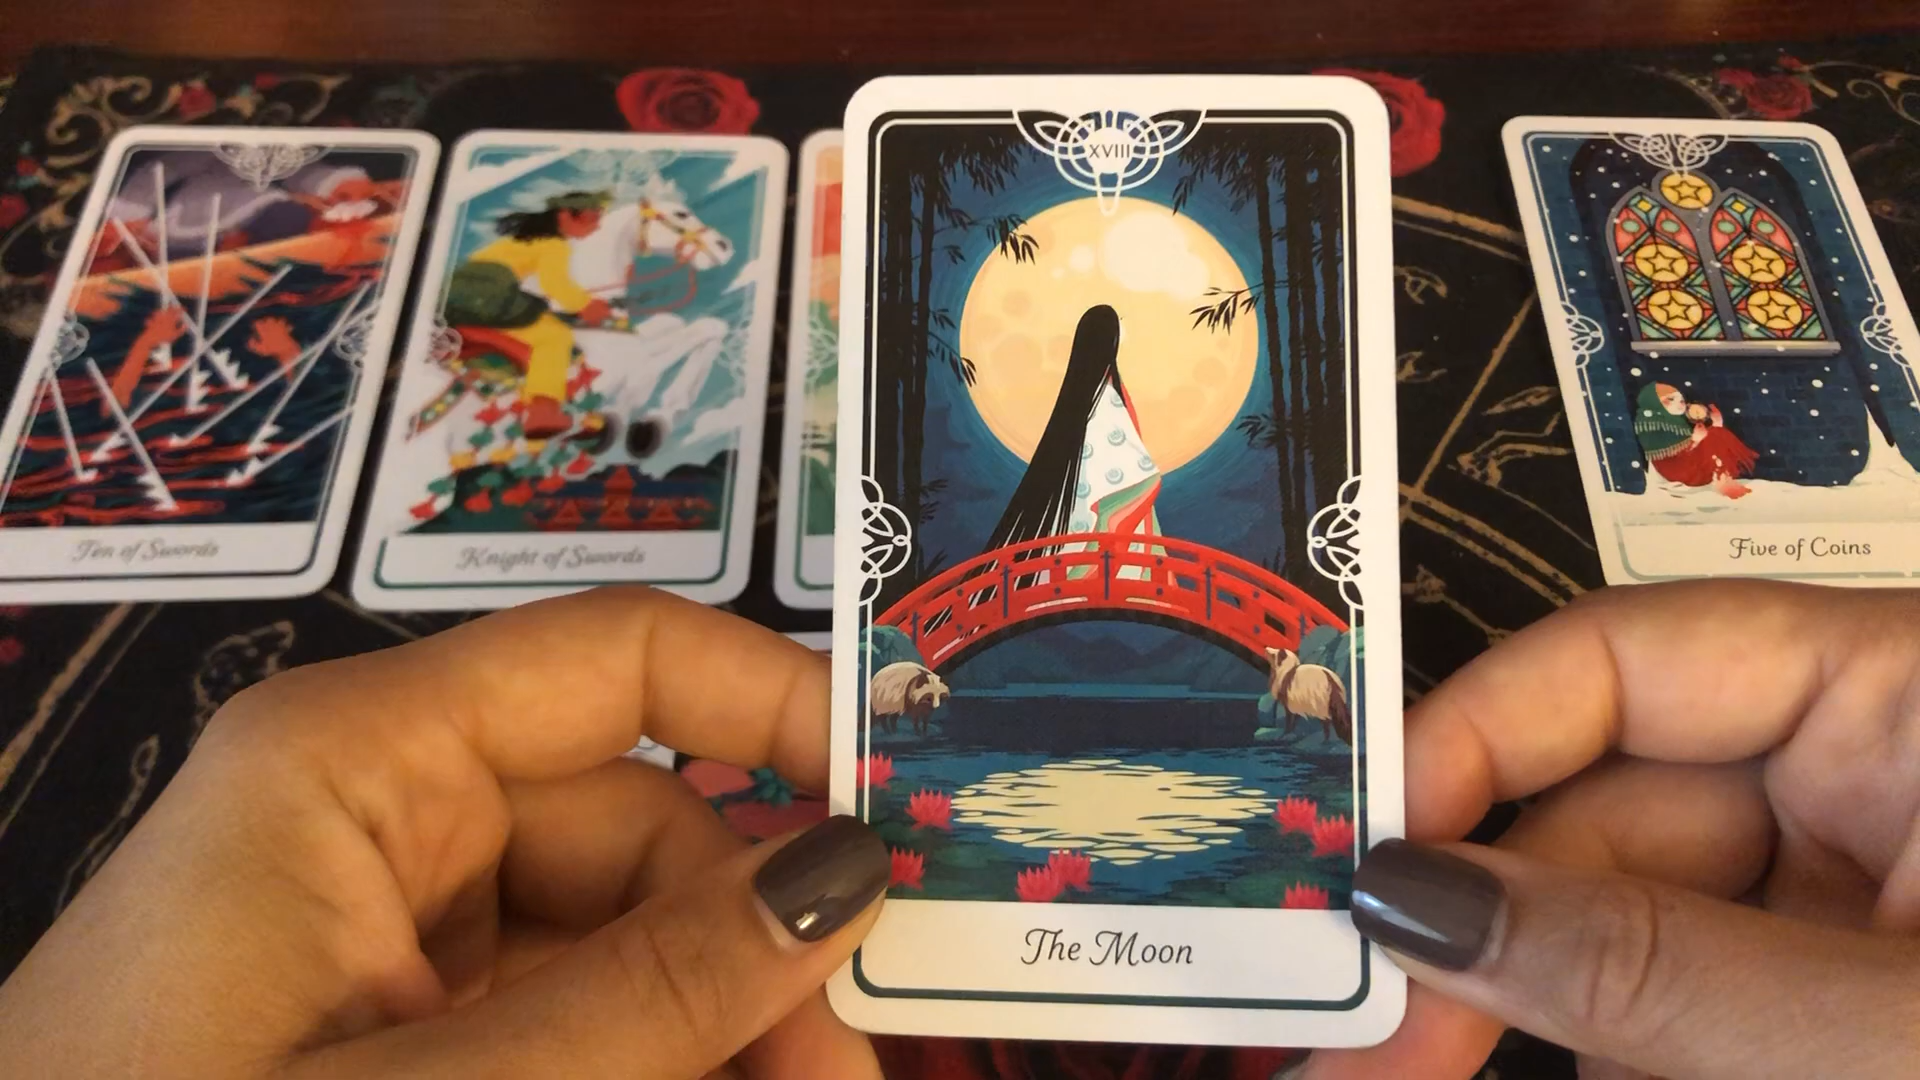 XVIII
Ten of Swords
Knight of Swords
Five of Coins
The Moon